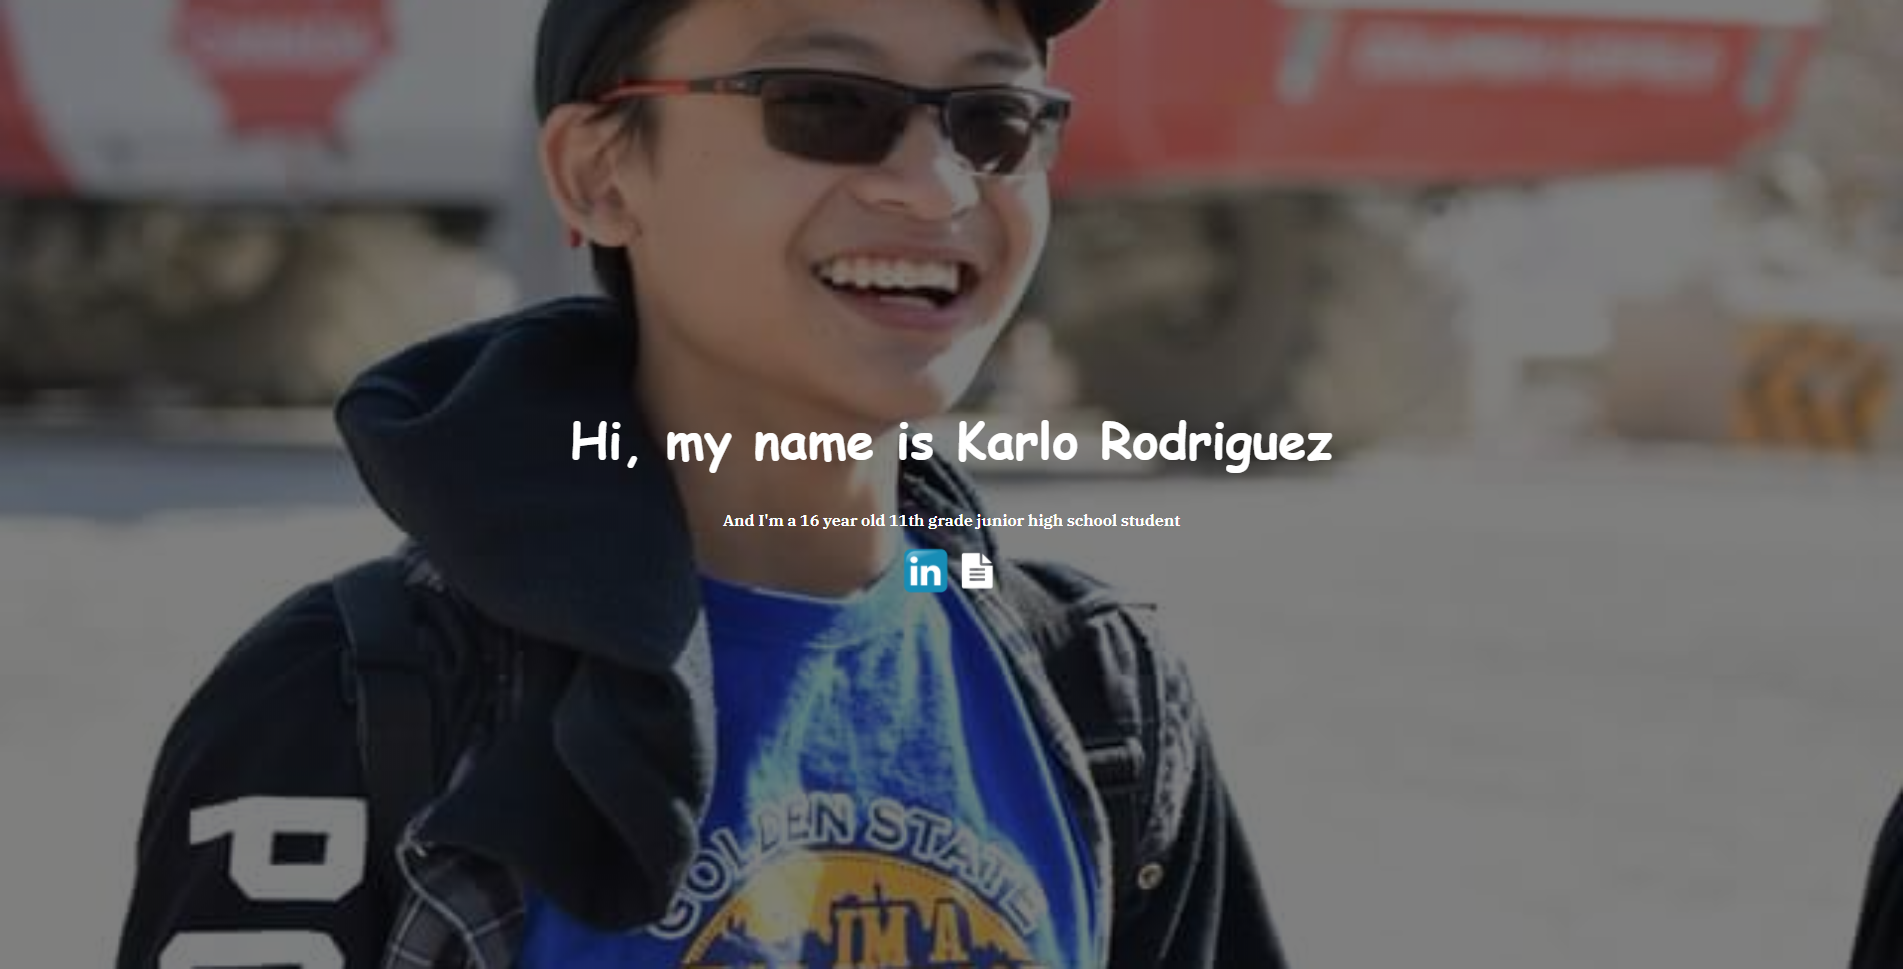 Hi, my name is Karlo Rodriguez
And I'm a 16 year old 11th grade junior high school student
in
GOLDEN STATE
I'M A